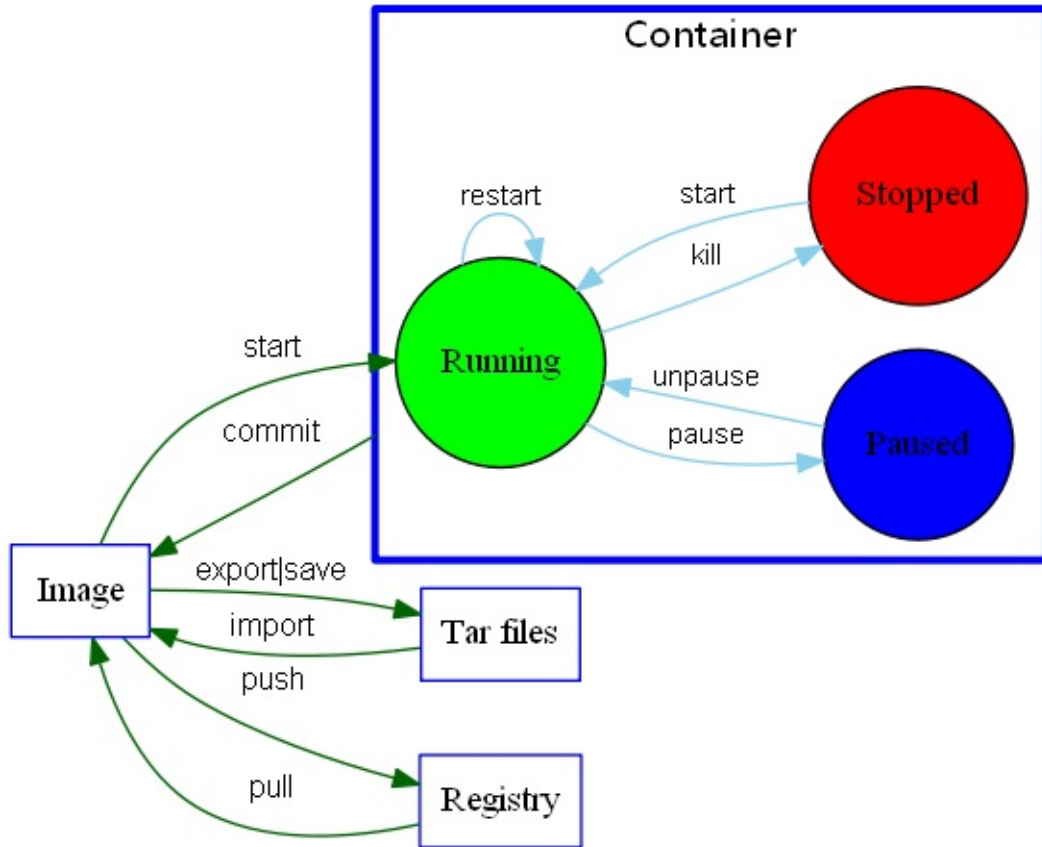 Container
Stopped
restart
start
kill
Running
start
unpause
commit
pause
Paused
export|save
Image
import
Tar files
push
pull
Registry